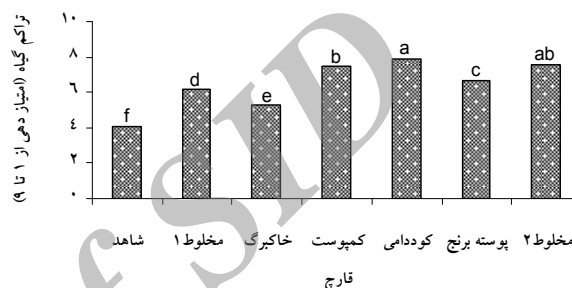 تراکم گیاه (امتیاز دهی از ۱ تا ۹)
۱۰
۸
۶
۴
۲
۰
f
d
e
b
a
c
ab
شاهد مخلوط۱ خاکبرگ کمپوست کوددامی پوسته برنج مخلوط۲
قارچ
f SID